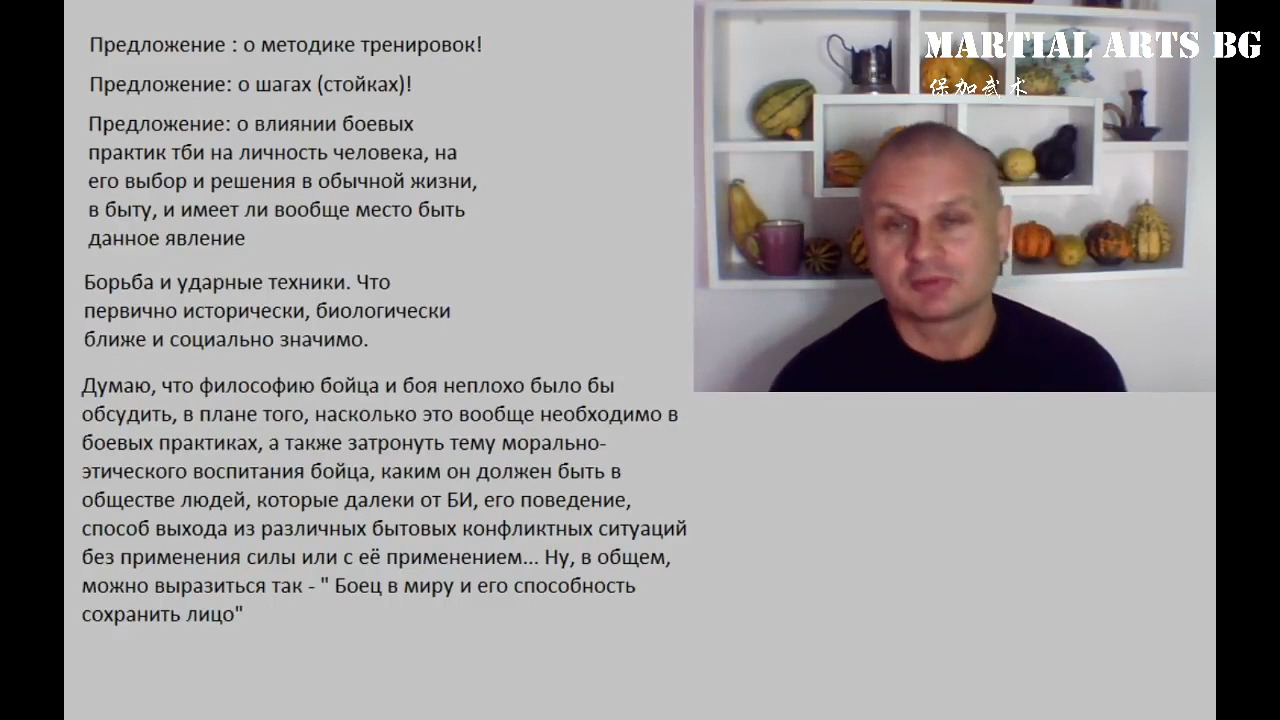 Предложение : о методике тренировок!
Предложение: о шагах (стойках)!
Предложение: о влиянии боевых
практик тби на личность человека, на
его выбор и решения в обычной жизни,
в быту, и имеет ли вообще место быть
данное явление
Борьба и ударные техники. Что
первично исторически, биологически
ближе и социально значимо.
Думаю, что философию бойца и боя неплохо было бы
обсудить, в плане того, насколько это вообще необходимо в
боевых практиках, а также затронуть тему морально-
этического воспитания бойца, каким он должен быть в
обществе людей, которые далеки от БИ, его поведение,
способ выхода из различных бытовых конфликтных ситуаций
без применения силы или с её применением... Ну, в общем,
можно выразиться так - " Боец в миру и его способность
сохранить лицо"
MARTIAL ARTS BG
保加武术